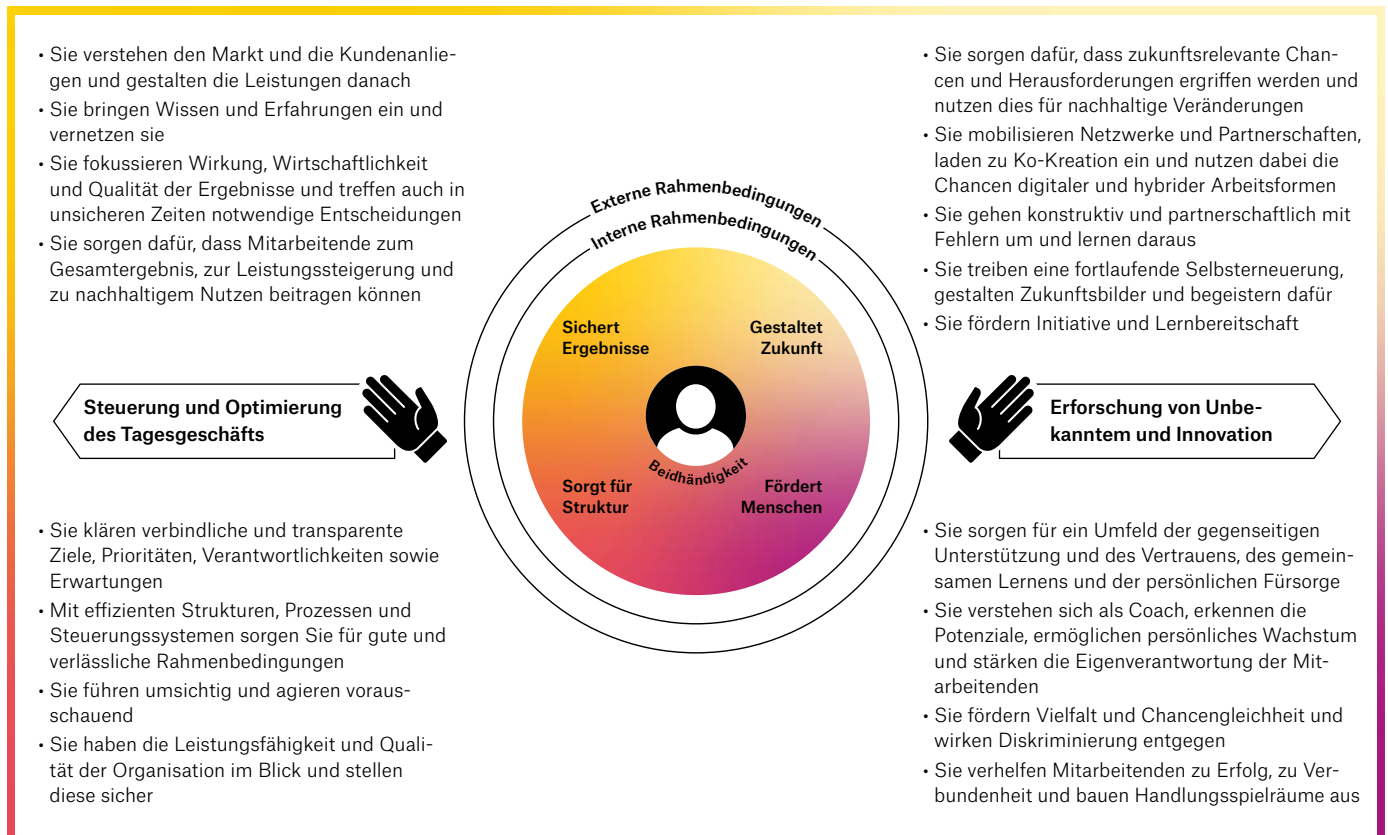 • Sie verstehen den Markt und die Kundenanlie-
gen und gestalten die Leistungen danach
• Sie bringen Wissen und Erfahrungen ein und
vernetzen sie
• Sie fokussieren Wirkung, Wirtschaftlichkeit
und Qualität der Ergebnisse und treffen auch in
unsicheren Zeiten notwendige Entscheidungen
• Sie sorgen dafür, dass Mitarbeitende zum
Gesamtergebnis, zur Leistungssteigerung und
zu nachhaltigem Nutzen beitragen können
• Sie sorgen dafür, dass zukunftsrelevante Chan-
cen und Herausforderungen ergriffen werden und
nutzen dies für nachhaltige Veränderungen
• Sie mobilisieren Netzwerke und Partnerschaften,
laden zu Ko-Kreation ein und nutzen dabei die
Chancen digitaler und hybrider Arbeitsformen
• Sie gehen konstruktiv und partnerschaftlich mit
Fehlern um und lernen daraus
• Sie treiben eine fortlaufende Selbsterneuerung,
gestalten Zukunftsbilder und begeistern dafür
• Sie fördern Initiative und Lernbereitschaft
Externe Rahmenbedingungen
Interne Rahmenbedingungen
Sichert
Ergebnisse
Gestaltet
Zukunft
Steuerung und Optimierung
des Tagesgeschäfts
Beidhändigkeit
Erforschung von Unbe-
kanntem und Innovation
Sorgt für
Struktur
Fördert
Menschen
• Sie klären verbindliche und transparente
Ziele, Prioritäten, Verantwortlichkeiten sowie
Erwartungen
• Mit effizienten Strukturen, Prozessen und
Steuerungssystemen sorgen Sie für gute und
verlässliche Rahmenbedingungen
• Sie führen umsichtig und agieren voraus-
schauend
• Sie haben die Leistungsfähigkeit und Quali-
tät der Organisation im Blick und stellen
diese sicher
• Sie sorgen für ein Umfeld der gegenseitigen
Unterstützung und des Vertrauens, des gemein-
samen Lernens und der persönlichen Fürsorge
• Sie verstehen sich als Coach, erkennen die
Potenziale, ermöglichen persönliches Wachstum
und stärken die Eigenverantwortung der Mit-
arbeitenden
• Sie fördern Vielfalt und Chancengleichheit und
wirken Diskriminierung entgegen
• Sie verhelfen Mitarbeitenden zu Erfolg, zu Ver-
bundenheit und bauen Handlungsspielräume aus